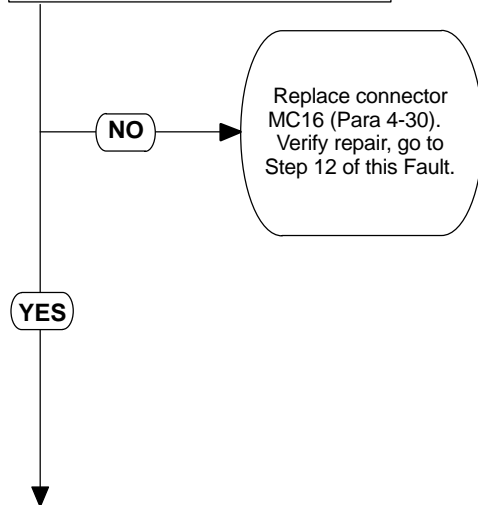 Replace connector
MC16 (Para 4-30).
Verify repair, go to
Step 12 of this Fault.
NO
YES